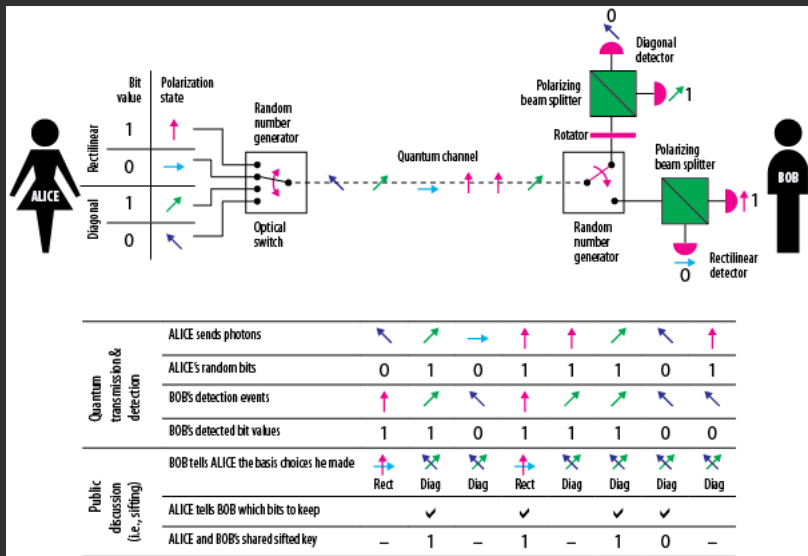 Bit
value
Polarization
state
Rectilinear
1
0
Diagonal
1
0
ALICE
Random
number
generator
Optical
switch
Quantum channel
0
Diagonal
detector
Polarizing
beam splitter
1
Rotator
Random
number
generator
Polarizing
beam splitter
1
0
Rectilinear
detector
BOB
Quantum
transmission &
detection
ALICE sends photons
ALICE's random bits 0 1 0 1 1 1 0 1
BOB's detection events
BOB's detected bit values 1 1 0 1 1 1 0 0
Public
discussion
(i.e., sifting)
BOB tells ALICE the basis choices he made
Rect Diag Diag Rect Diag Diag Diag Diag
ALICE tells BOB which bits to keep ✓ ✓ ✓ ✓
ALICE and BOB's shared sifted key – 1 – 1 – 1 0 –